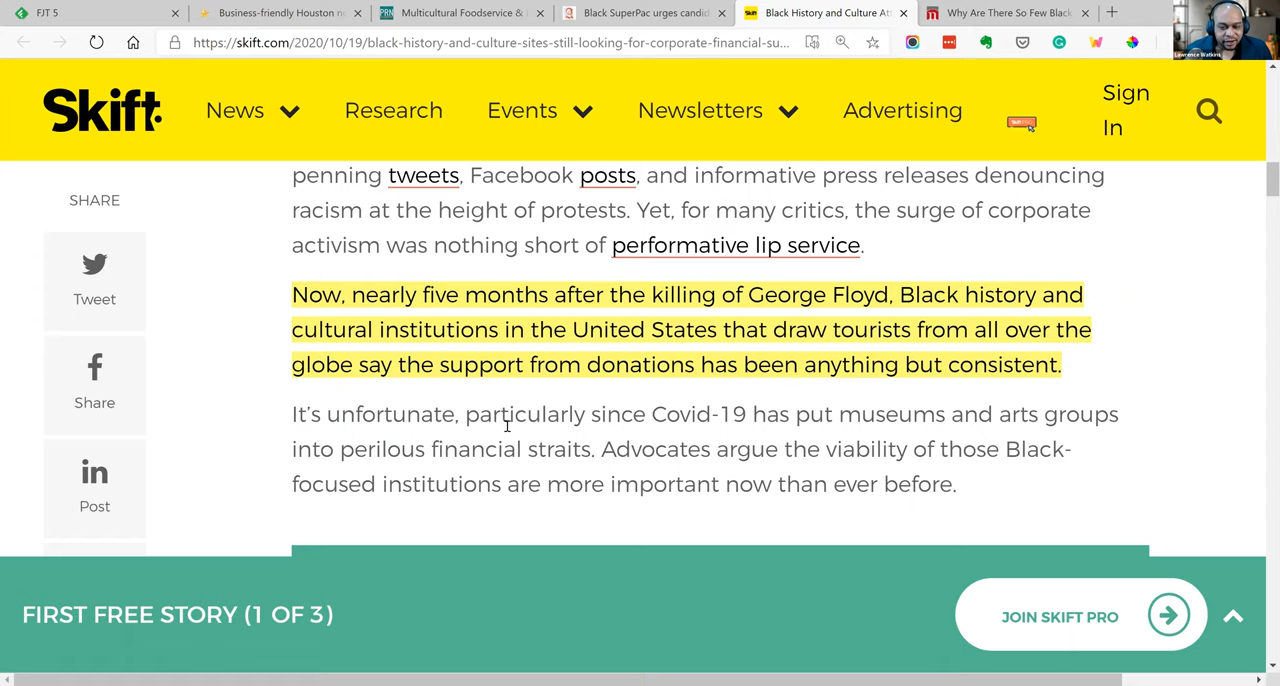 FJT 5
Business-friendly Houston n
Multicultural Foodservice &
Black SuperPac urges candid
Black History and Culture At
Why Are There So Few Black
https://skift.com/2020/10/19/black-history-and-culture-sites-still-looking-for-corporate-financial-su...
Lawrence Watkins
Skift.
News
Research
Events
Newsletters
Advertising
Sign
In
SHARE
Tweet
Share
Post
penning tweets, Facebook posts, and informative press releases denouncing
racism at the height of protests. Yet, for many critics, the surge of corporate
activism was nothing short of performative lip service.
Now, nearly five months after the killing of George Floyd, Black history and
cultural institutions in the United States that draw tourists from all over the
globe say the support from donations has been anything but consistent.
It's unfortunate, particularly since Covid-19 has put museums and arts groups
into perilous financial straits. Advocates argue the viability of those Black-
focused institutions are more important now than ever before.
FIRST FREE STORY (1 OF 3)
JOIN SKIFT PRO